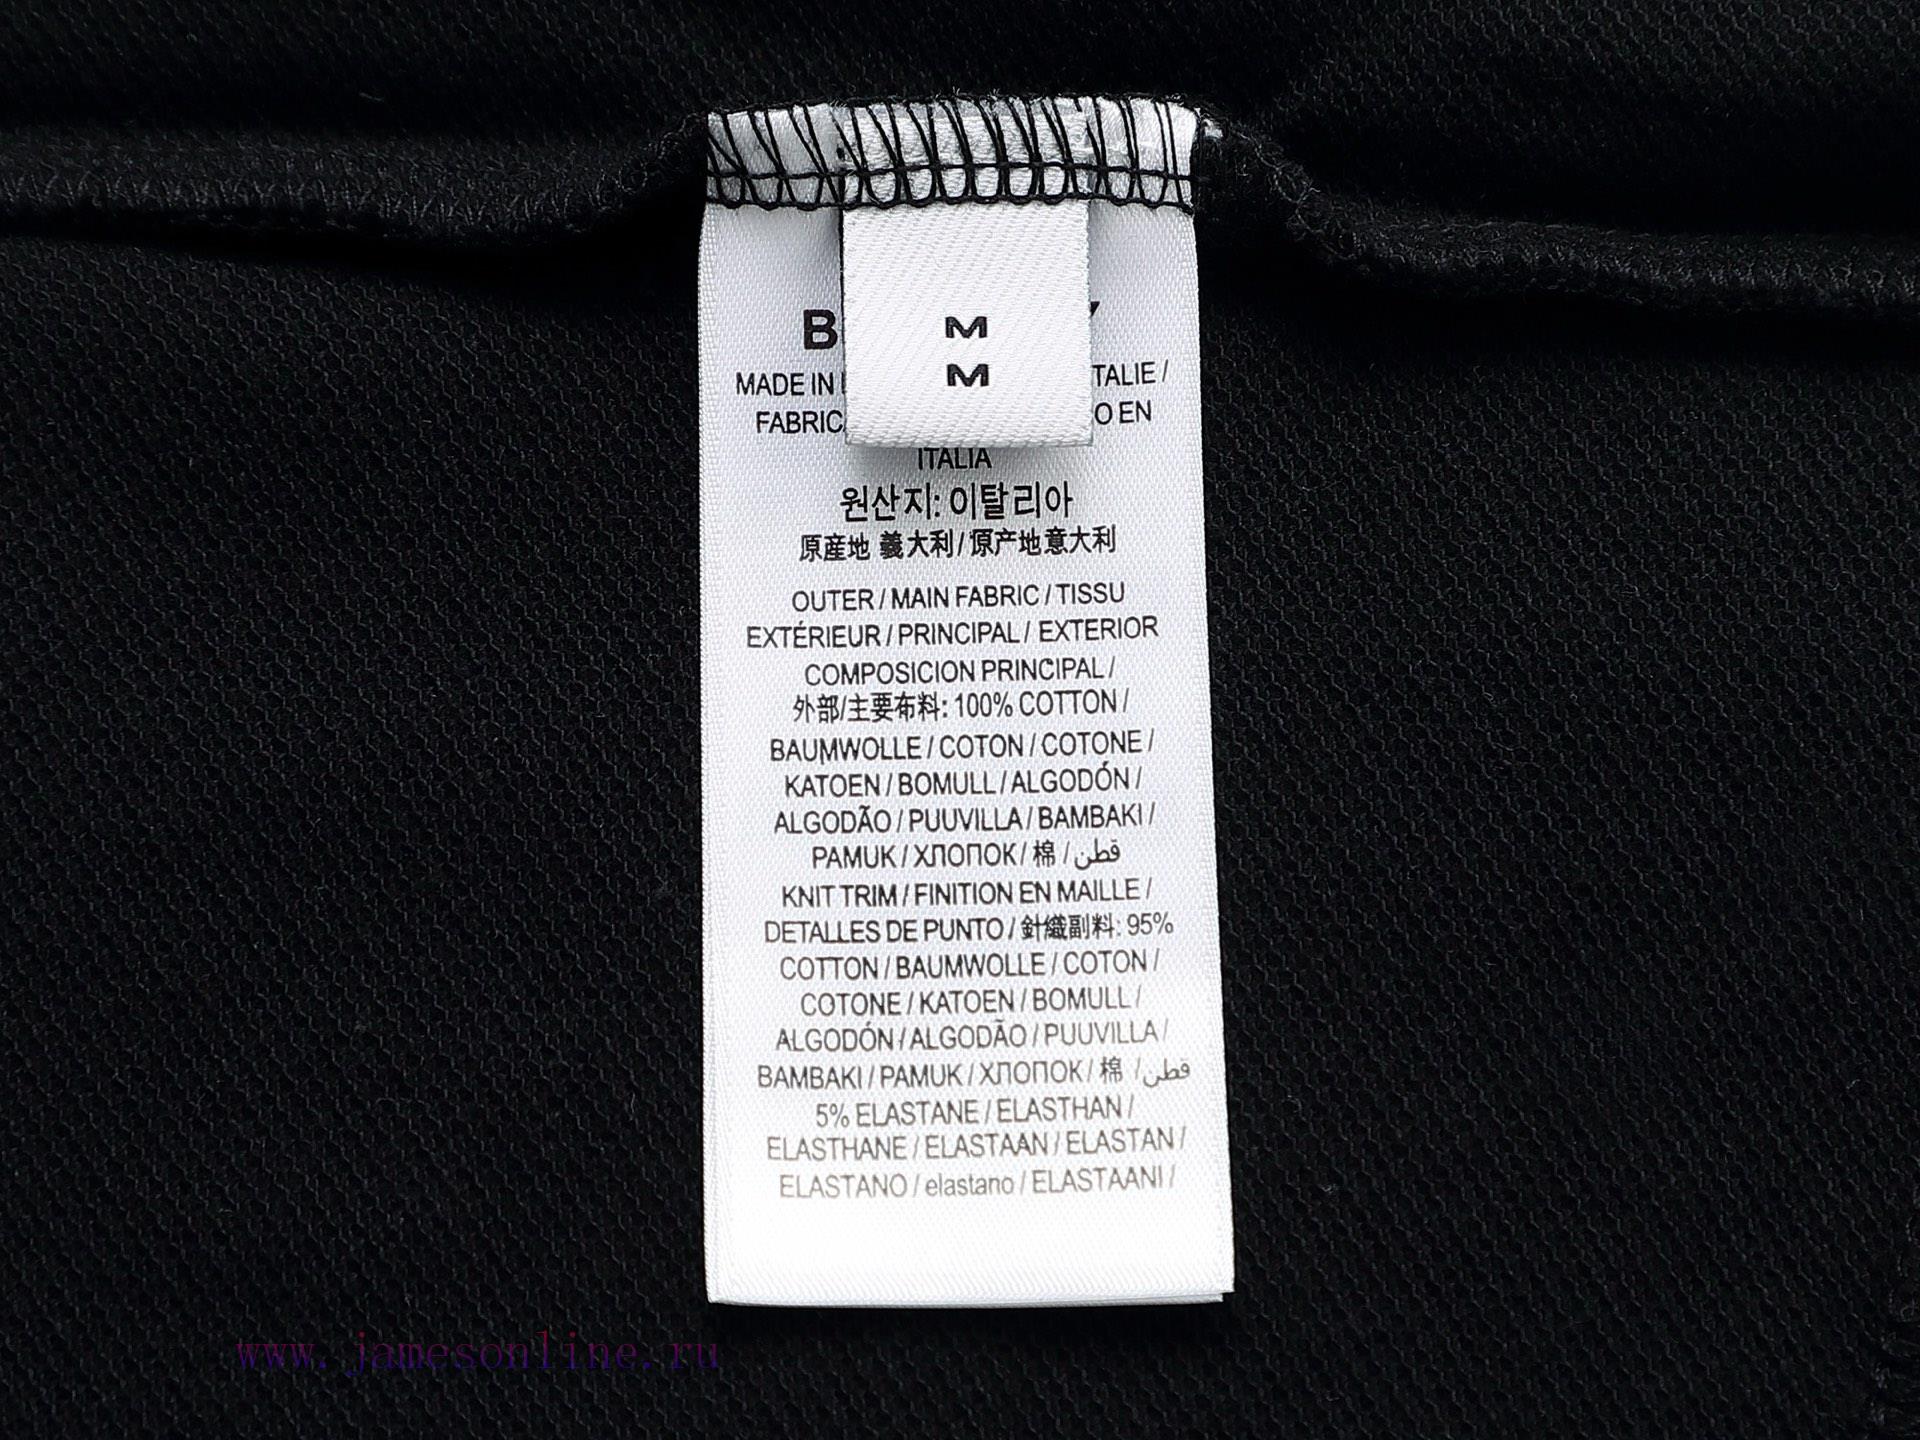 M
M
MADE IN ITALIE /
EN
ITALIA
원산지: 이탈리아
原産地 義大利 / 原产地意大利
OUTER / MAIN FABRIC / TISSU
EXTÉRIEUR / PRINCIPAL / EXTERIOR
COMPOSICION PRINCIPAL /
外部/主要布料: 100% COTTON /
BAUMWOLLE / COTON / COTONE /
KATOEN / BOMULL / ALGODÓN /
ALGODÃO / PUUVILLA / BAMBAKI /
PAMUK / ХЛОПОК / 棉 / قطن
KNIT TRIM / FINITION EN MAILLE /
DETALLES DE PUNTO / 針織副料: 95%
COTTON / BAUMWOLLE / COTON /
COTONE / KATOEN / BOMULL /
ALGODÓN / ALGODÃO / PUUVILLA /
BAMBAKI / PAMUK / ХЛОПОК / 棉 / قطن
5% ELASTANE / ELASTHAN /
ELASTHANE / ELASTAAN / ELASTAN /
ELASTANO / elastano / ELASTAANI /
www.jamesonline.ru